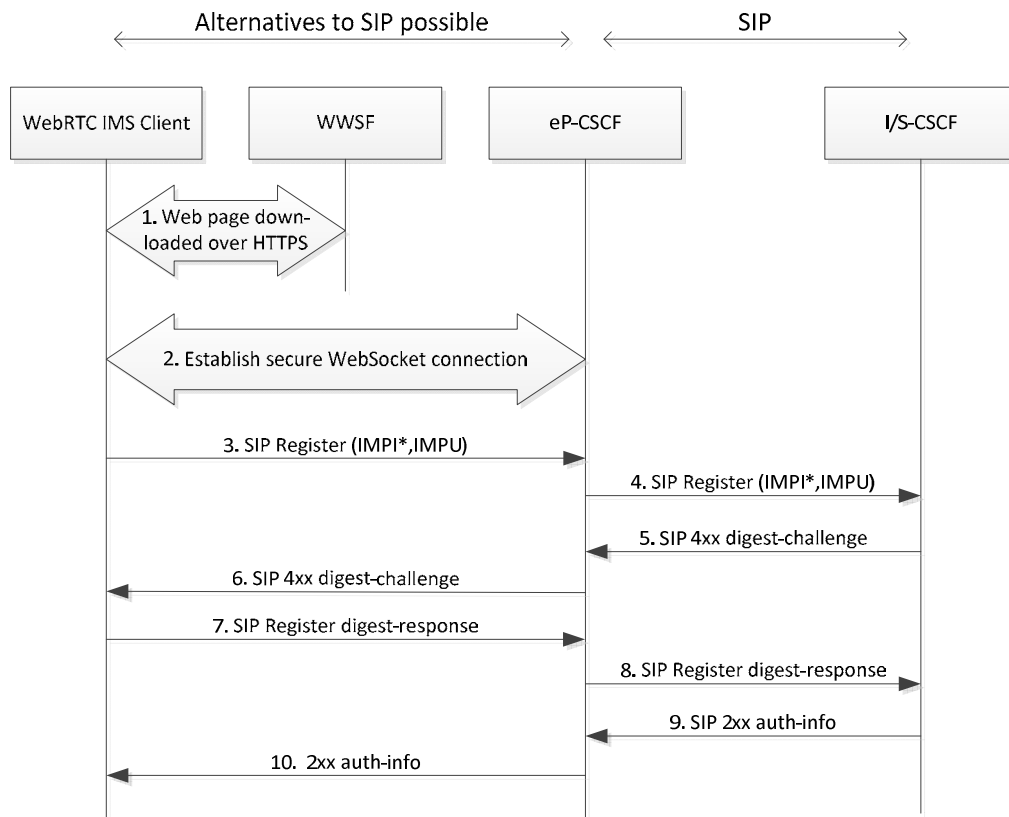 Alternatives to SIP possible
SIP
WebRTC IMS Client
WWSF
eP-CSCF
I/S-CSCF
1. Web page down-
loaded over HTTPS
2. Establish secure WebSocket connection
3. SIP Register (IMPI*,IMPU)
4. SIP Register (IMPI*,IMPU)
5. SIP 4xx digest-challenge
6. SIP 4xx digest-challenge
7. SIP Register digest-response
8. SIP Register digest-response
9. SIP 2xx auth-info
10. 2xx auth-info